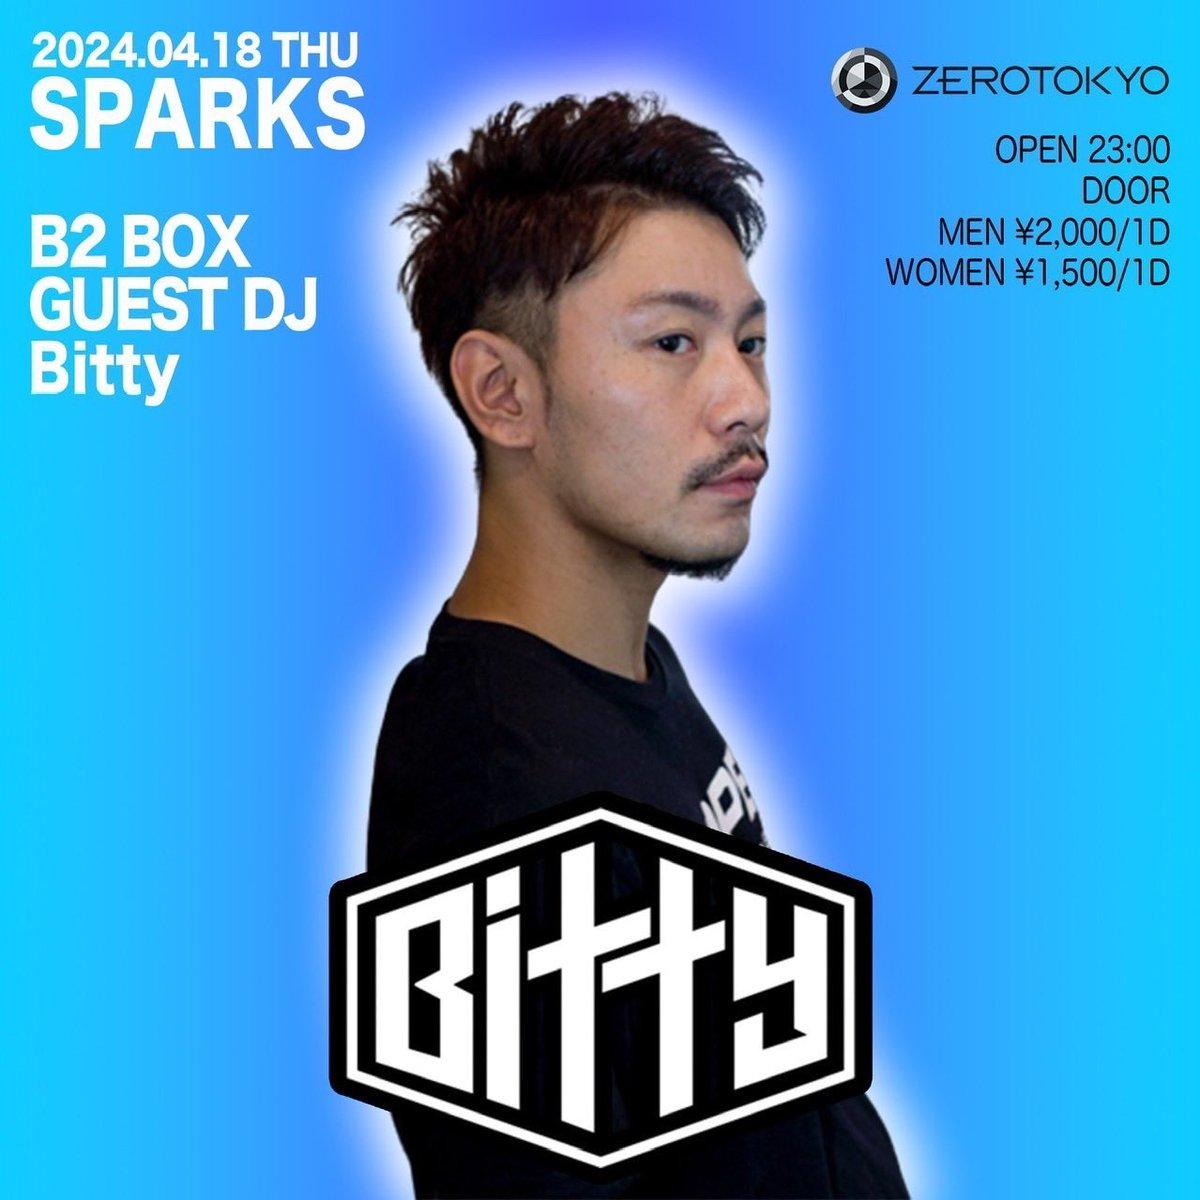 2024.04.18 THU
SPARKS
B2 BOX
GUEST DJ
Bitty
ZEROTOKYO
OPEN 23:00
DOOR
MEN ¥2,000/1D
WOMEN ¥1,500/1D
Bitty